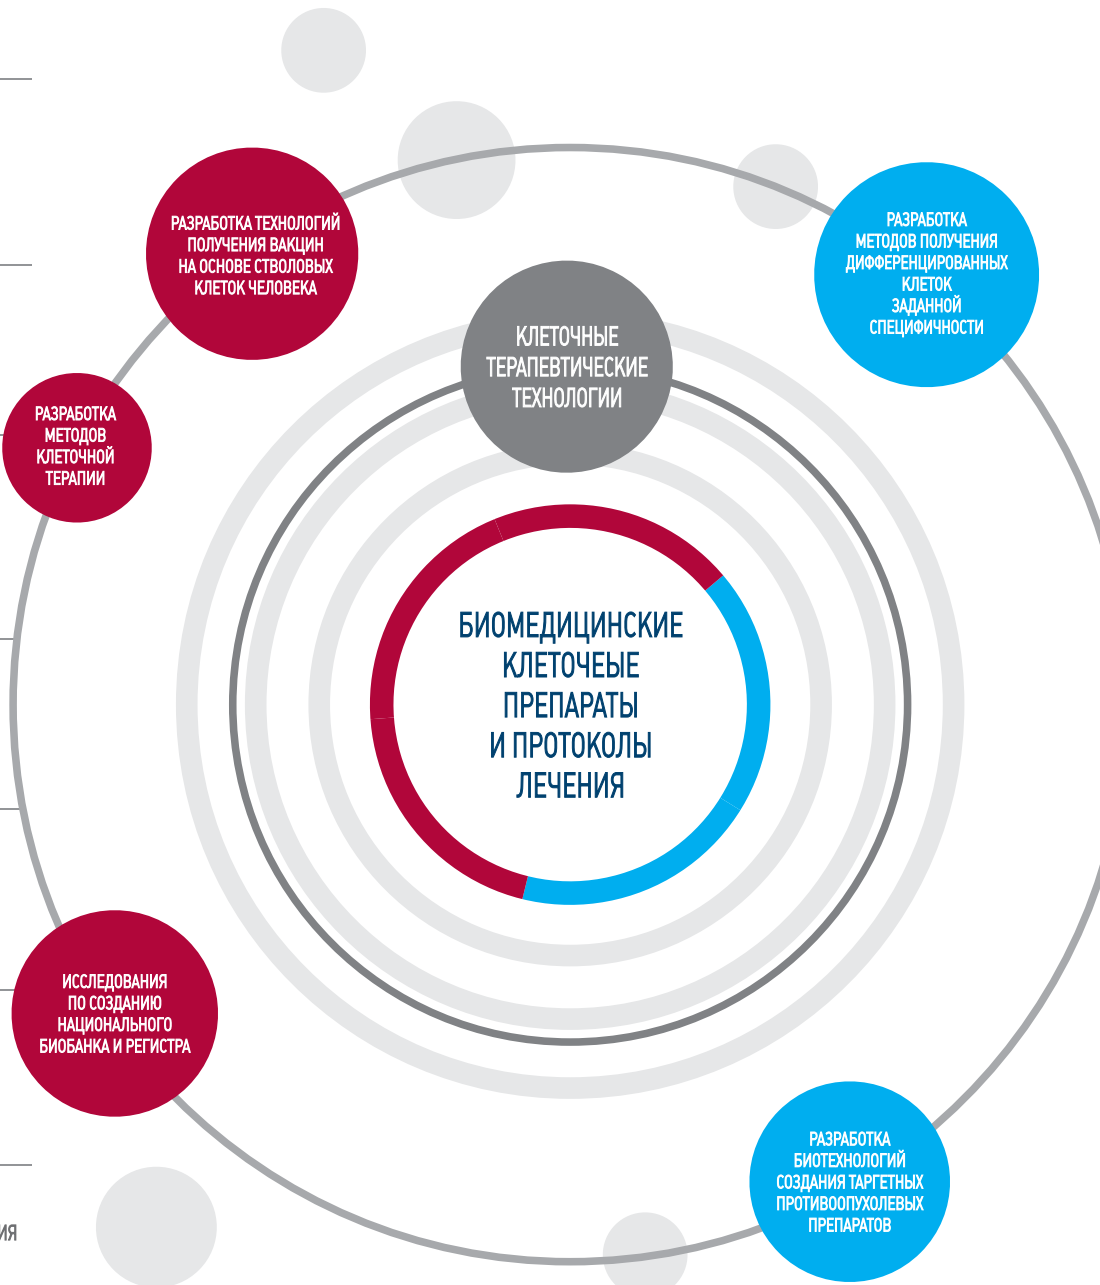 РАЗРАБОТКА ТЕХНОЛОГИЙ
ПОЛУЧЕНИЯ ВАКЦИН
НА ОСНОВЕ СТВОЛОВЫХ
КЛЕТОК ЧЕЛОВЕКА
РАЗРАБОТКА
МЕТОДОВ ПОЛУЧЕНИЯ
ДИФФЕРЕНЦИРОВАННЫХ
КЛЕТОК
ЗАДАННОЙ
СПЕЦИФИЧНОСТИ
КЛЕТОЧНЫЕ
ТЕРАПЕВТИЧЕСКИЕ
ТЕХНОЛОГИИ
РАЗРАБОТКА
МЕТОДОВ
КЛЕТОЧНОЙ
ТЕРАПИИ
БИОМЕДИЦИНСКИЕ
КЛЕТОЧЕЫЕ
ПРЕПАРАТЫ
И ПРОТОКОЛЫ
ЛЕЧЕНИЯ
ИССЛЕДОВАНИЯ
ПО СОЗДАНИЮ
НАЦИОНАЛЬНОГО
БИОБАНКА И РЕГИСТРА
РАЗРАБОТКА
БИОТЕХНОЛОГИЙ
СОЗДАНИЯ ТАРГЕТНЫХ
ПРОТИВООПУХОЛЕВЫХ
ПРЕПАРАТОВ